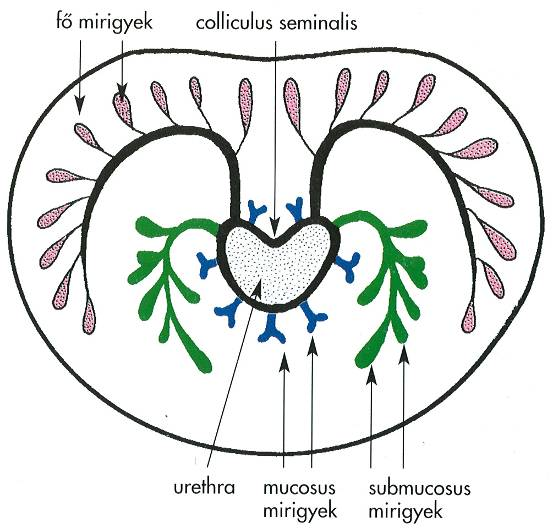 fő mirigyek
colliculus seminalis
urethra
mucosus
mirigyek
submucosus
mirigyek